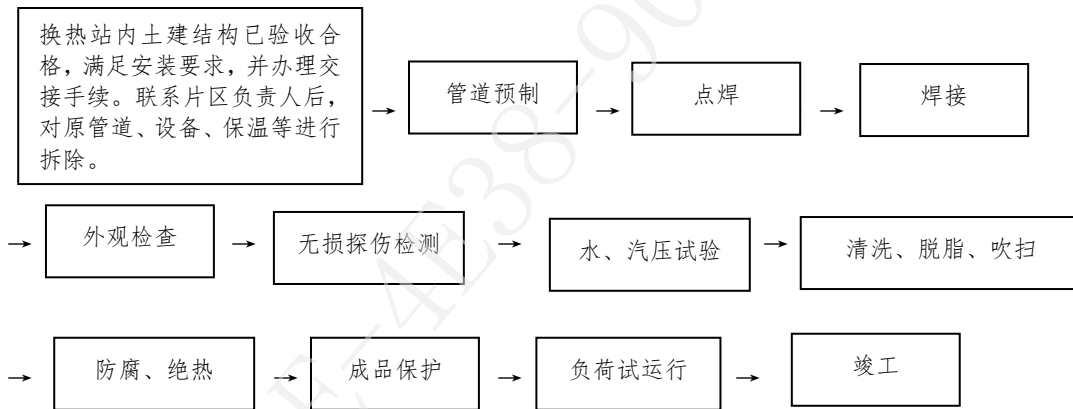 换热站内土建结构已验收合
格，满足安装要求，并办理交
接手续。联系片区负责人后，
对原管道、设备、保温等进行
拆除。
→ 管道预制 → 点焊 → 焊接
→ 外观检查 → 无损探伤检测 → 水、汽压试验 → 清洗、脱脂、吹扫
→ 防腐、绝热 → 成品保护 → 负荷试运行 → 竣工
E-4E38-90